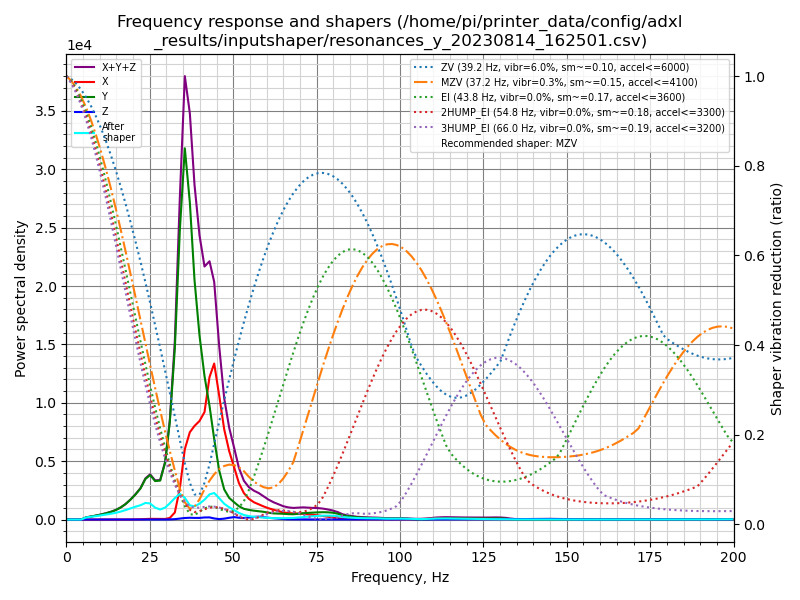 Frequency response and shapers (/home/pi/printer_data/config/adxl
_results/inputshaper/resonances_y_20230814_162501.csv)
1e4
X+Y+Z
X
Y
Z
After
shaper
ZV (39.2 Hz, vibr=6.0%, sm~=0.10, accel<=6000)
MZV (37.2 Hz, vibr=0.3%, sm~=0.15, accel<=4100)
EI (43.8 Hz, vibr=0.0%, sm~=0.17, accel<=3600)
2HUMP_EI (54.8 Hz, vibr=0.0%, sm~=0.18, accel<=3300)
3HUMP_EI (66.0 Hz, vibr=0.0%, sm~=0.19, accel<=3200)
Recommended shaper: MZV
Power spectral density
3.5
3.0
2.5
2.0
1.5
1.0
0.5
0.0
1.0
0.8
0.6
0.4
0.2
0.0
Shaper vibration reduction (ratio)
0 25 50 75 100 125 150 175 200
Frequency, Hz